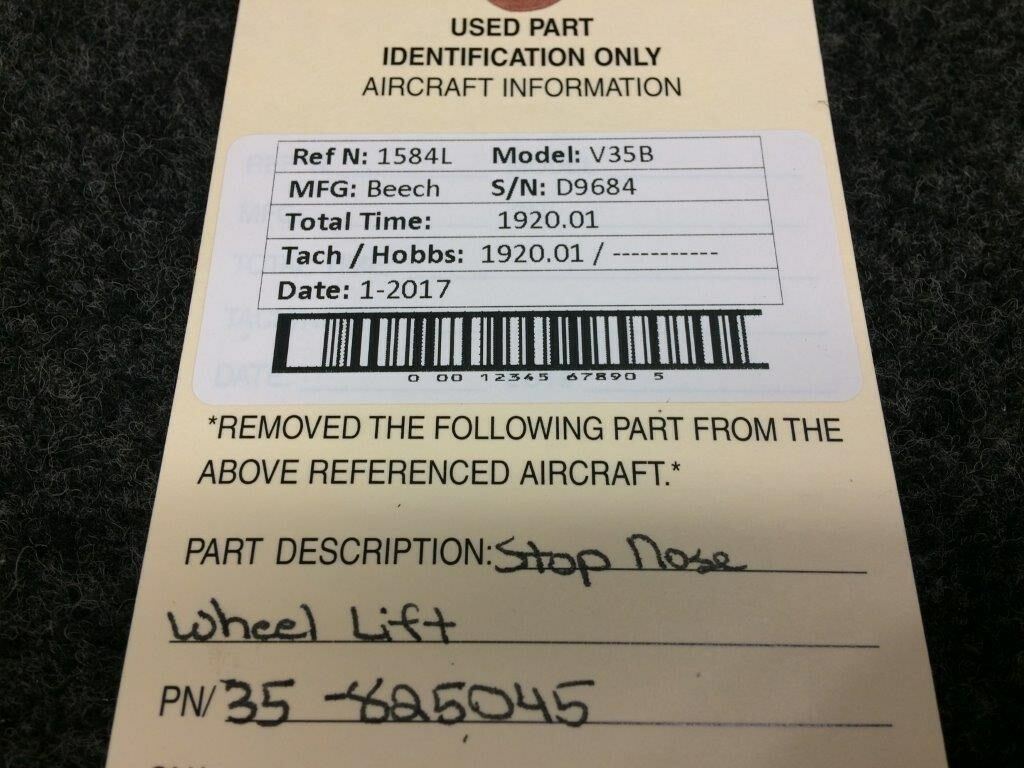 USED PART
IDENTIFICATION ONLY
AIRCRAFT INFORMATION
Ref N: 1584L Model: V35B
MFG: Beech S/N: D9684
Total Time: 1920.01
Tach / Hobbs: 1920.01 / -----------
Date: 1-2017
0 00 12345 67890 5
*REMOVED THE FOLLOWING PART FROM THE
ABOVE REFERENCED AIRCRAFT.*
PART DESCRIPTION: Stop Nose
Wheel Lift
PN/ 35-825045